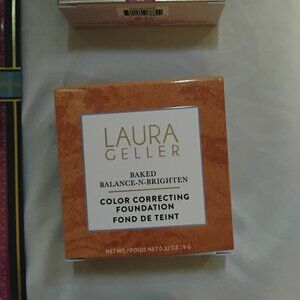 LAURA
GELLER
BAKED
BALANCE-N-BRIGHTEN
COLOR CORRECTING
FOUNDATION
FOND DE TEINT
NET WT. / POIDS NET 0.32 OZ. / 9 G